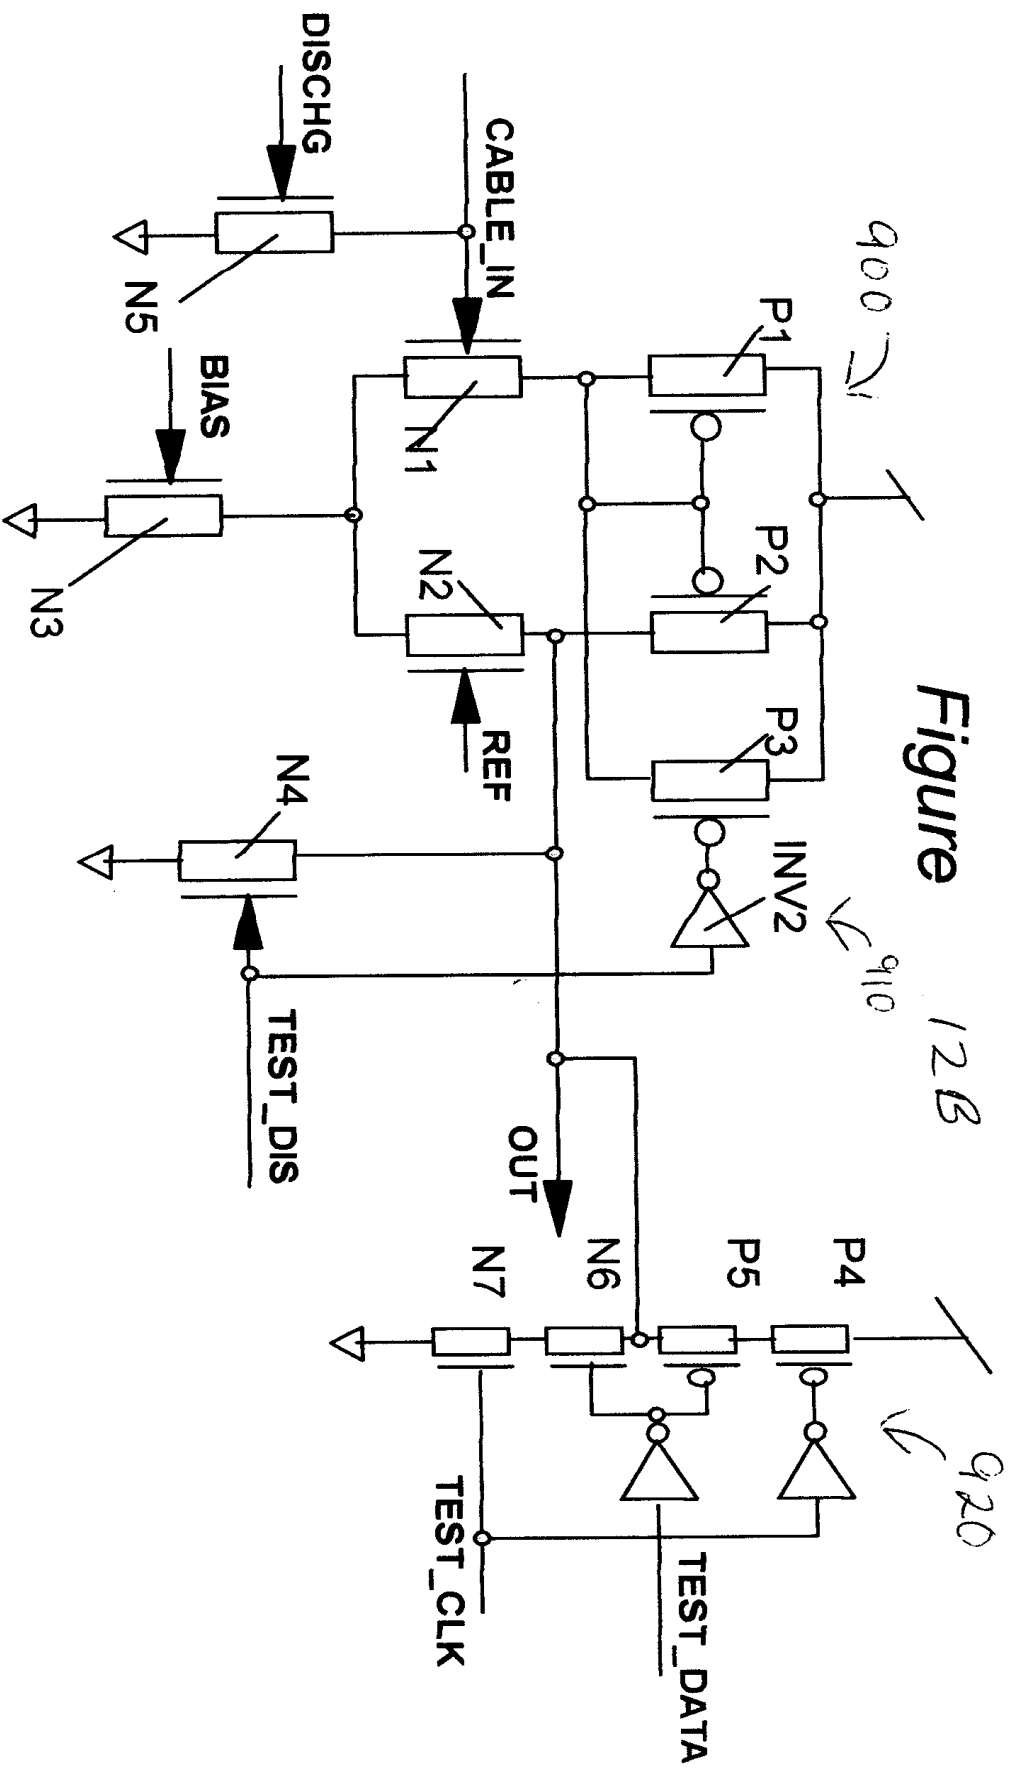 Figure 12B
900
910
920
P1
P2
P3
INV2
P4
P5
CABLE_IN
N1
N2
REF
OUT
N6
N7
DISCHG
N5
BIAS
N3
N4
TEST_DIS
TEST_CLK
TEST_DATA